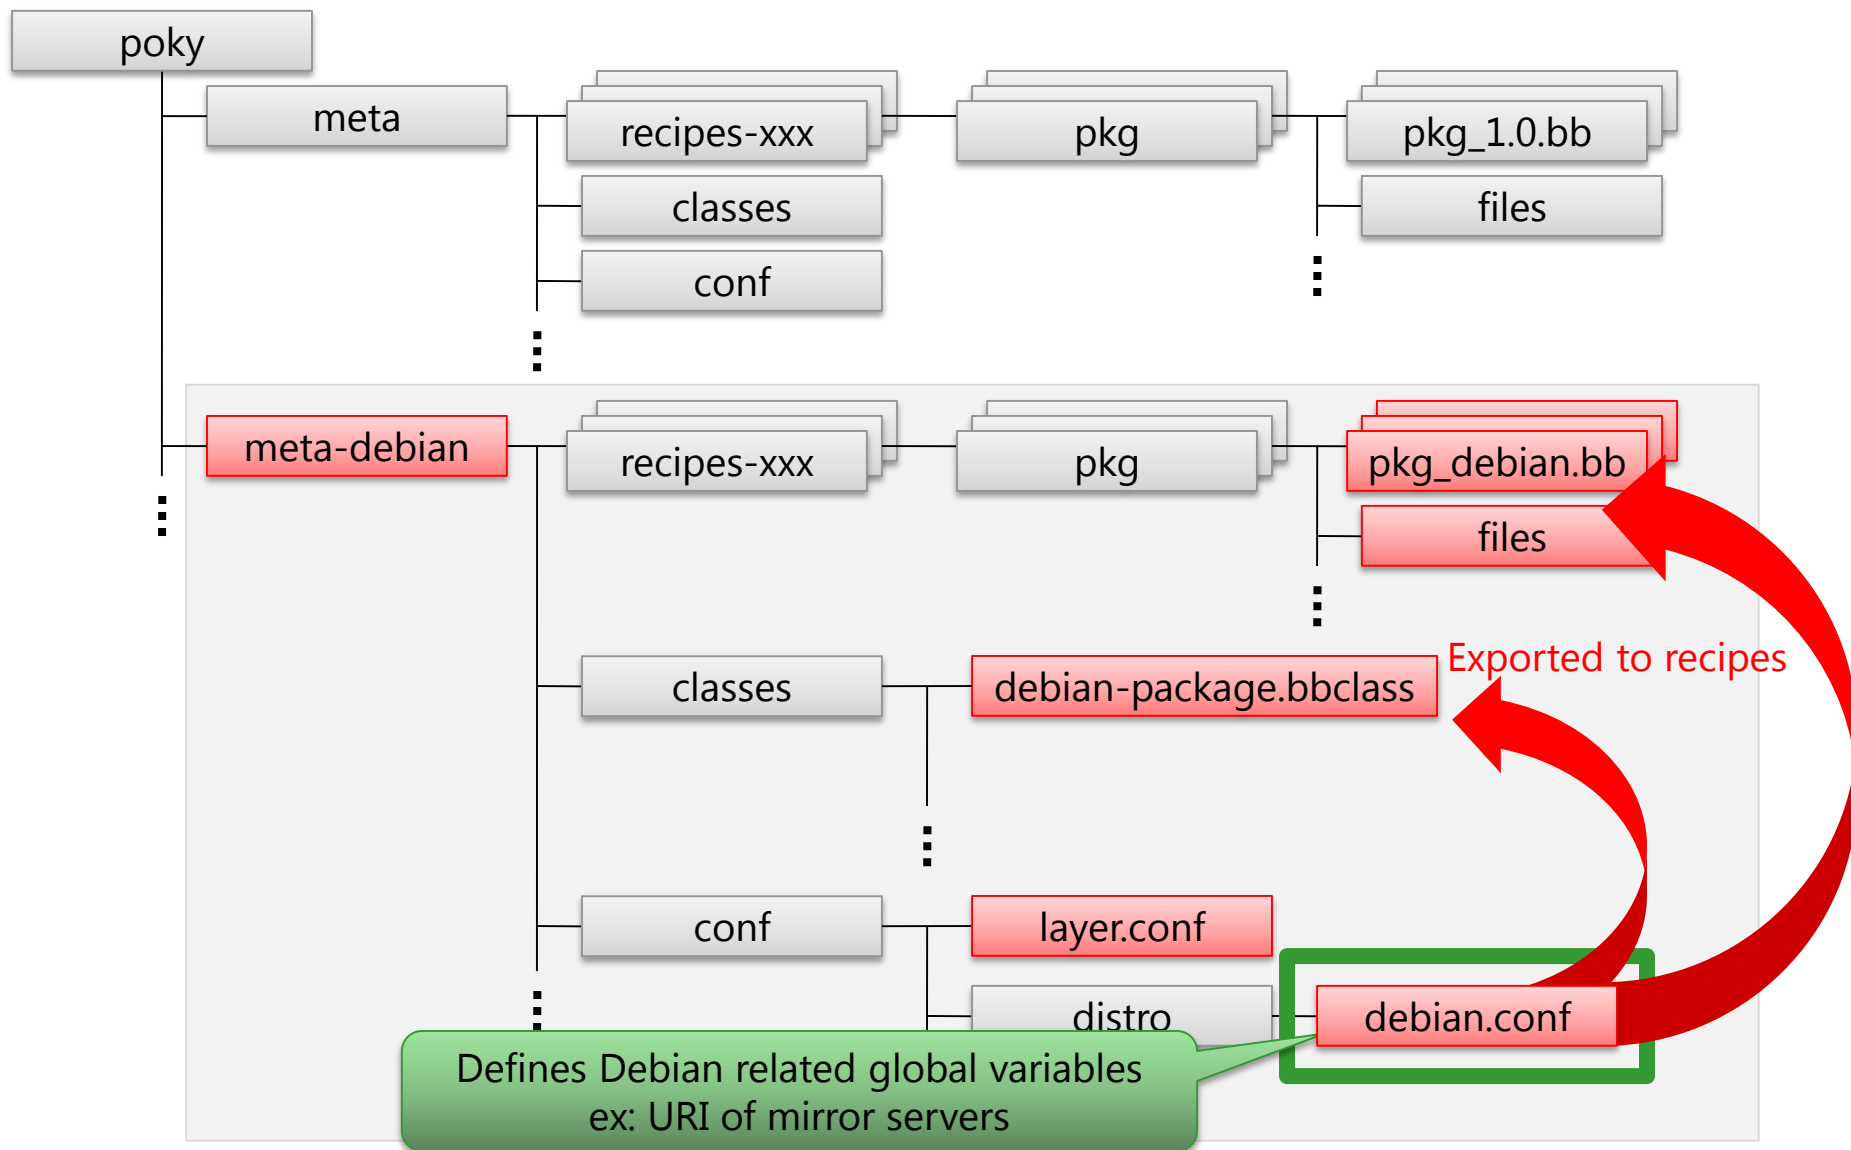 poky
meta
recipes-xxx
pkg
pkg_1.0.bb
classes
files
conf
meta-debian
recipes-xxx
pkg
pkg_debian.bb
files
Exported to recipes
classes
debian-package.bbclass
conf
layer.conf
distro
debian.conf
Defines Debian related global variables
ex: URI of mirror servers